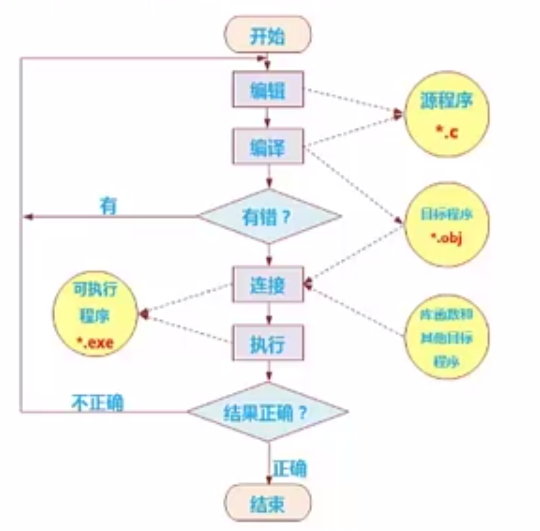 开始
编辑
源程序
*.c
编译
有
有错？
目标程序
*.obj
连接
可执行
程序
*.exe
库函数和
其他目标
程序
执行
不正确
结果正确？
正确
结束